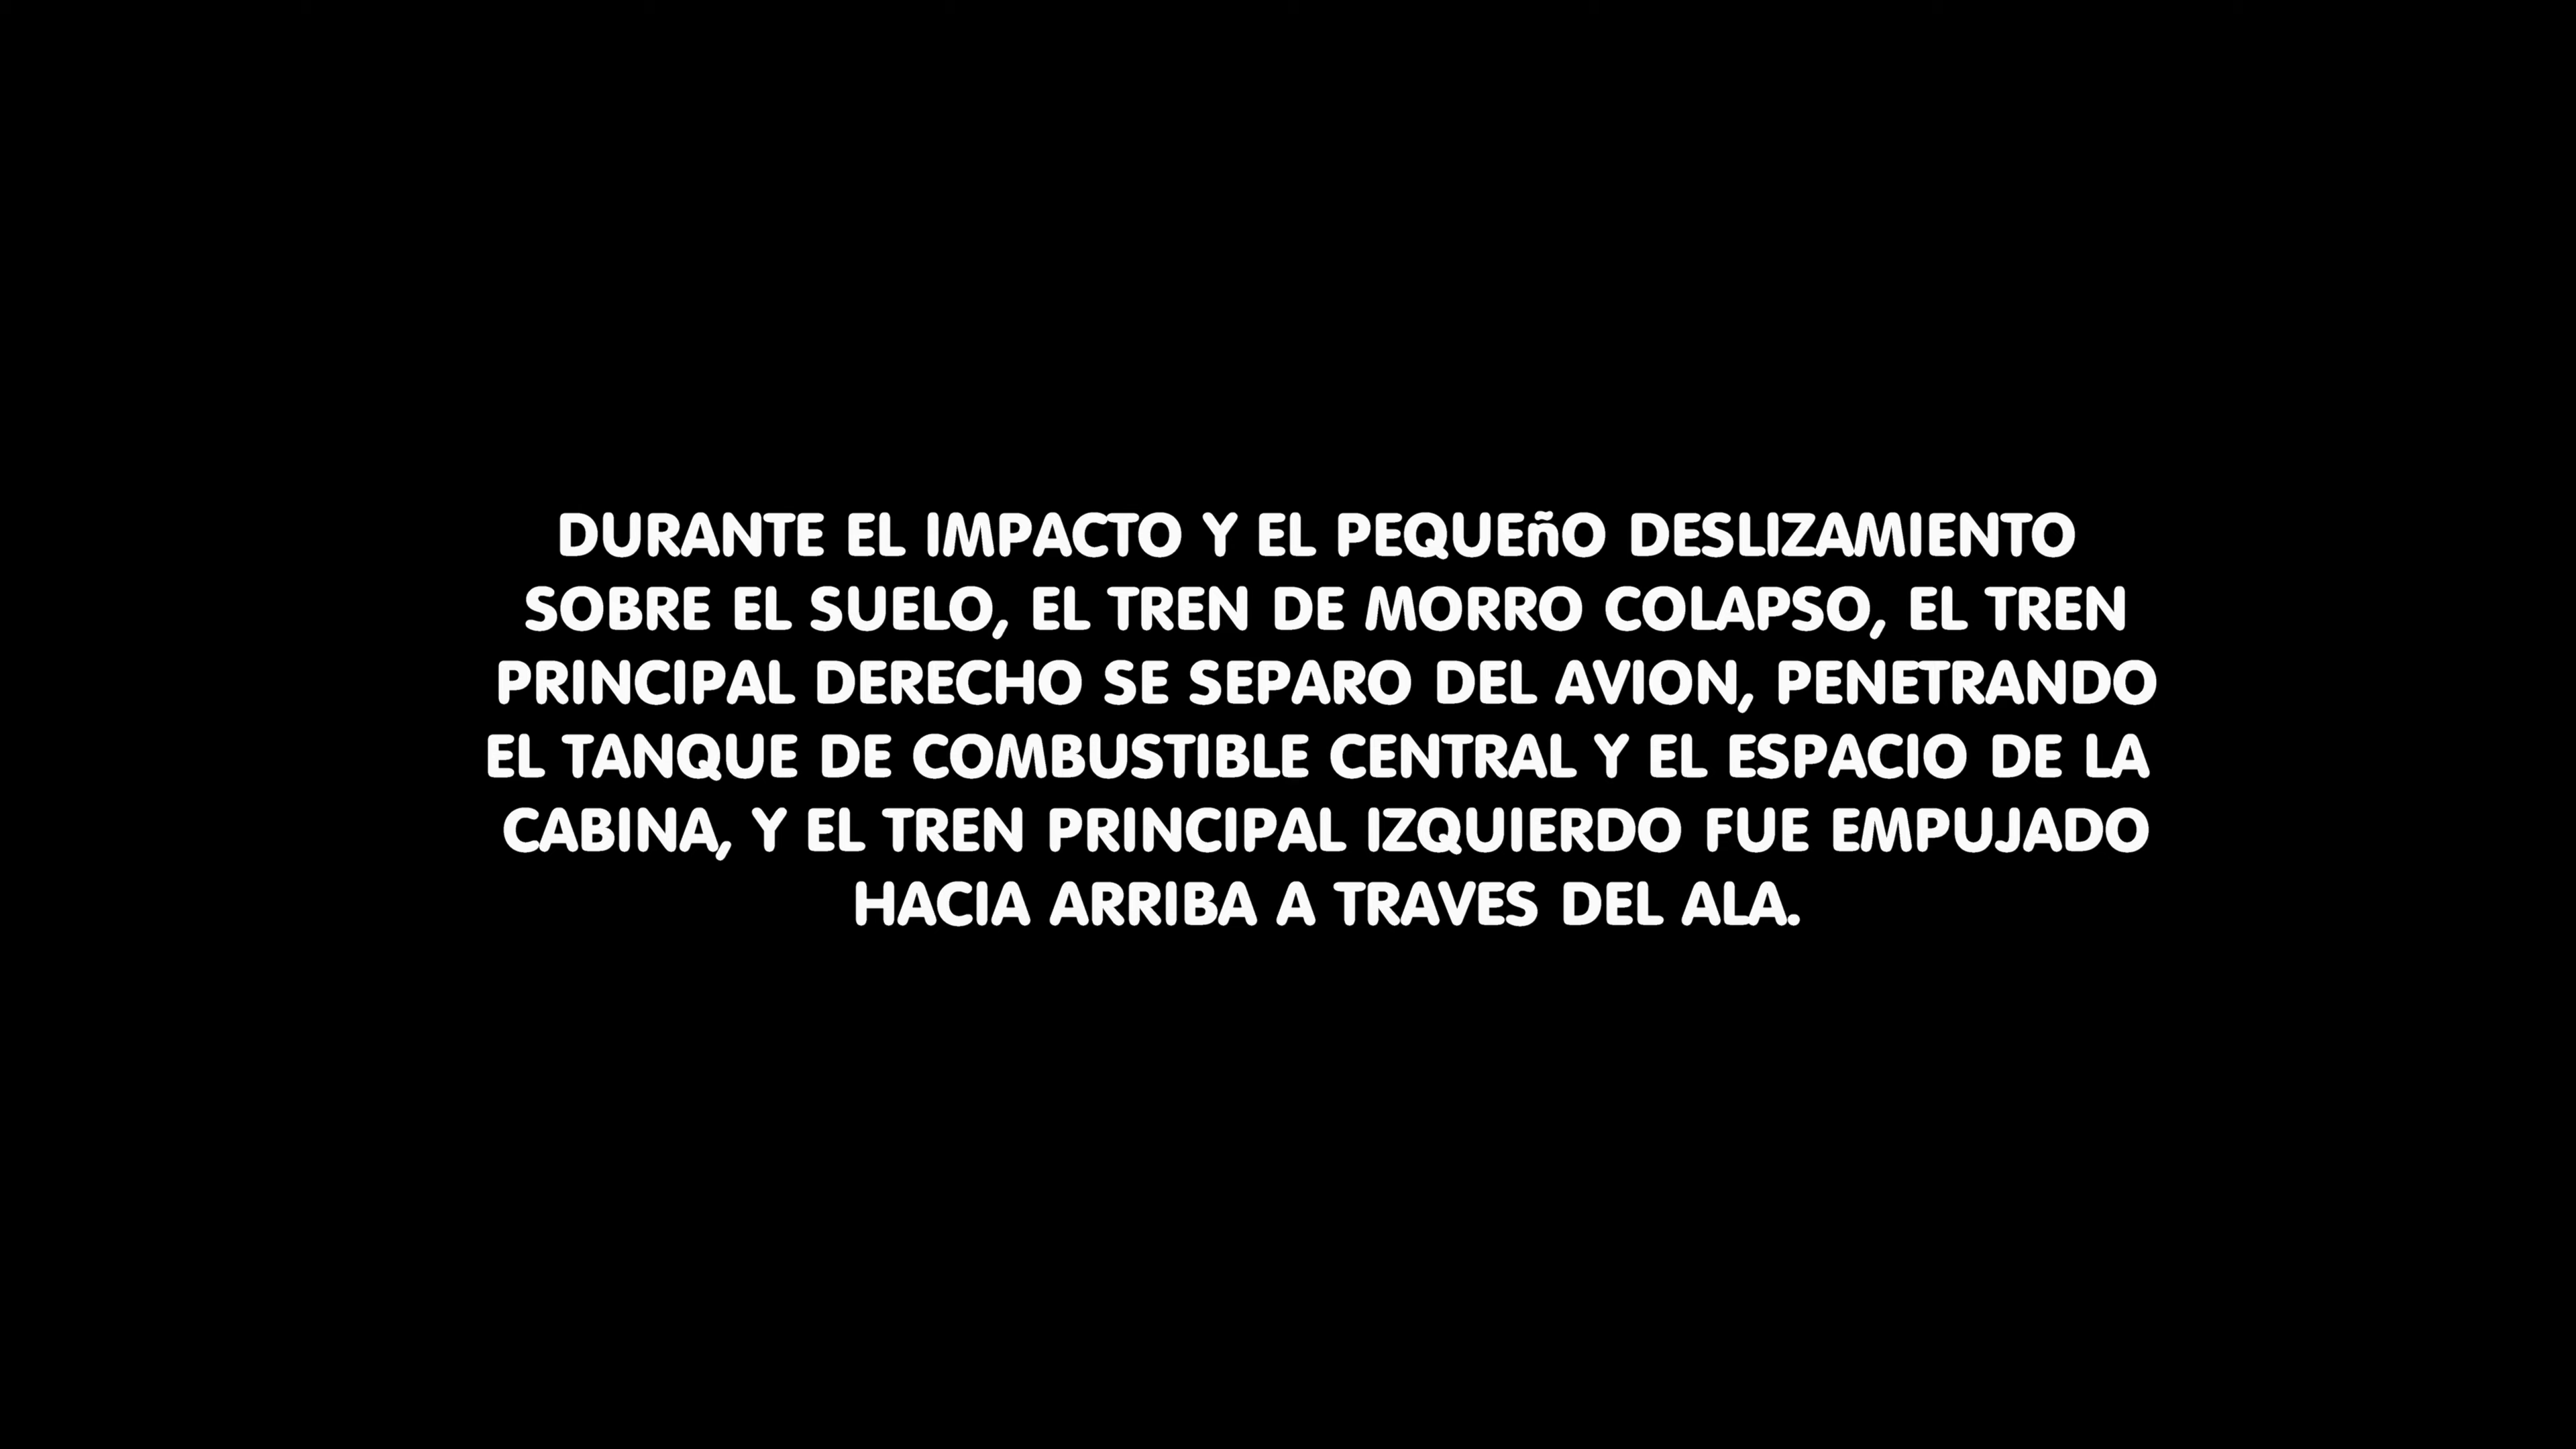 DURANTE EL IMPACTO Y EL PEQUEñO DESLIZAMIENTO
SOBRE EL SUELO, EL TREN DE MORRO COLAPSO, EL TREN
PRINCIPAL DERECHO SE SEPARO DEL AVION, PENETRANDO
EL TANQUE DE COMBUSTIBLE CENTRAL Y EL ESPACIO DE LA
CABINA, Y EL TREN PRINCIPAL IZQUIERDO FUE EMPUJADO
HACIA ARRIBA A TRAVES DEL ALA.